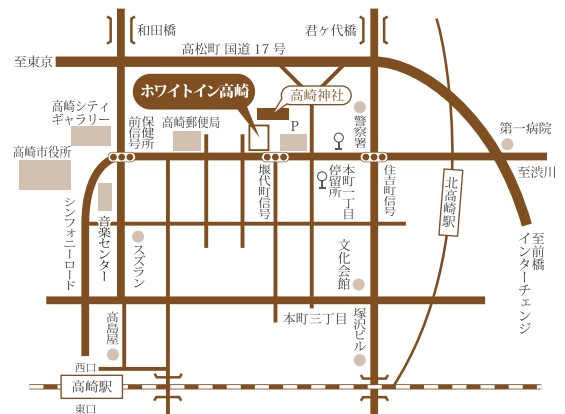 和田橋
君ヶ代橋
高松町 国道 17 号
至東京
ホワイトイン高崎
高崎神社
高崎シティ
ギャラリー
保健所
前信号
高崎郵便局
P
警察署
第一病院
高崎市役所
堰代町信号
本町一丁目
停留所
住吉町信号
至渋川
北高崎駅
シンフォニーロード
音楽センター
スズラン
文化会館
至前橋
インターチェンジ
高島屋
本町三丁目
塚沢ビル
西口
高崎駅
東口